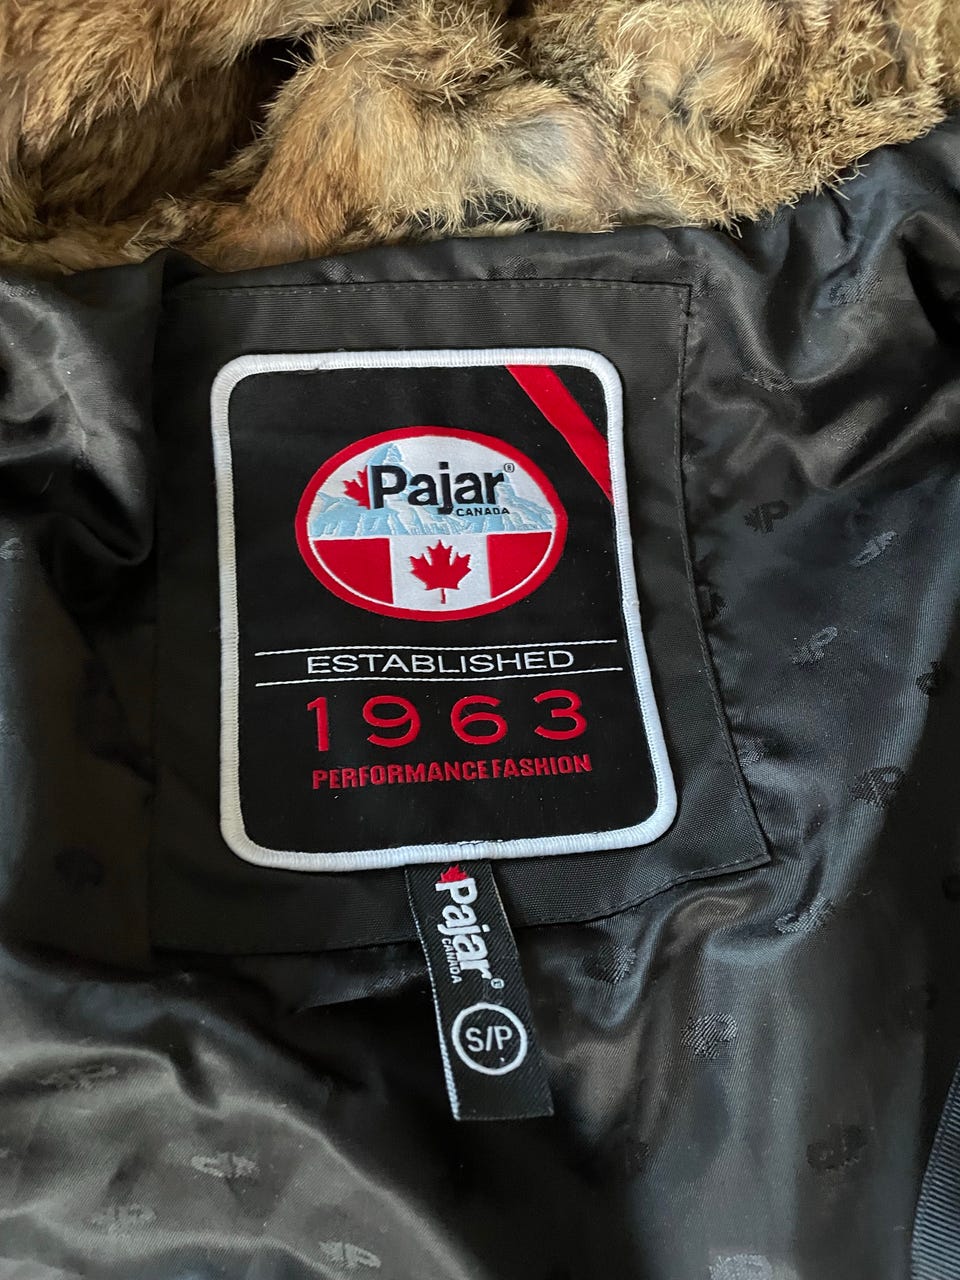 Pajar®
CANADA
ESTABLISHED
1963
PERFORMANCE FASHION
Pajar®
CANADA
S/P